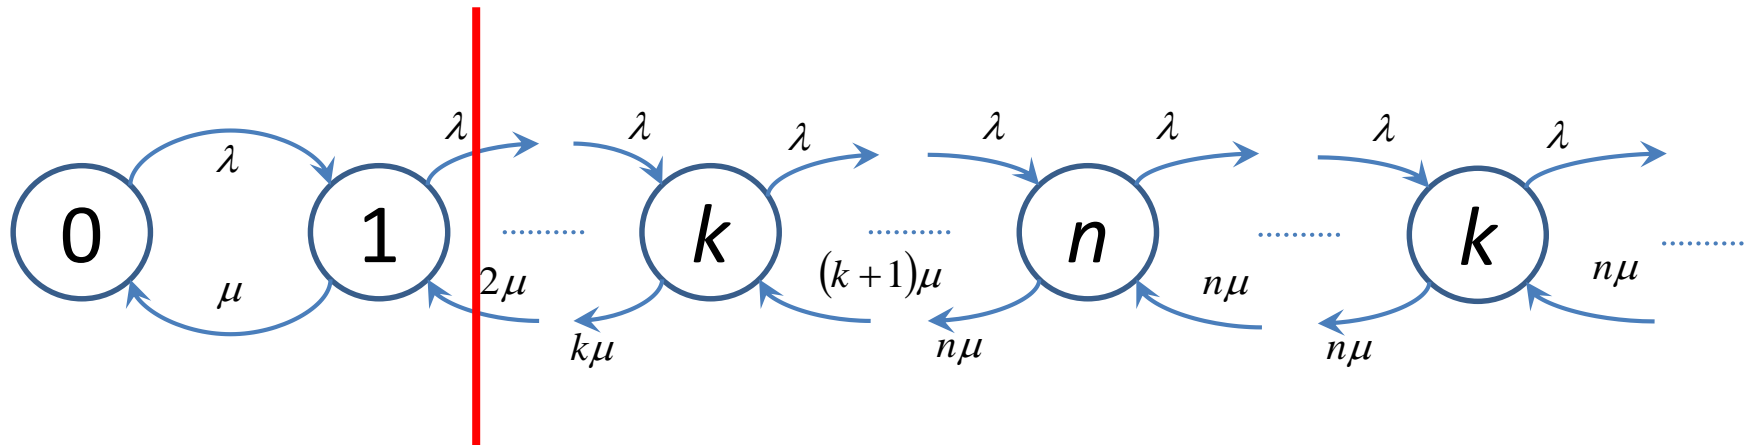 λ λ λ λ λ λ λ λ
0 1 k n k
μ 2μ kμ (k+1)μ nμ nμ nμ nμ